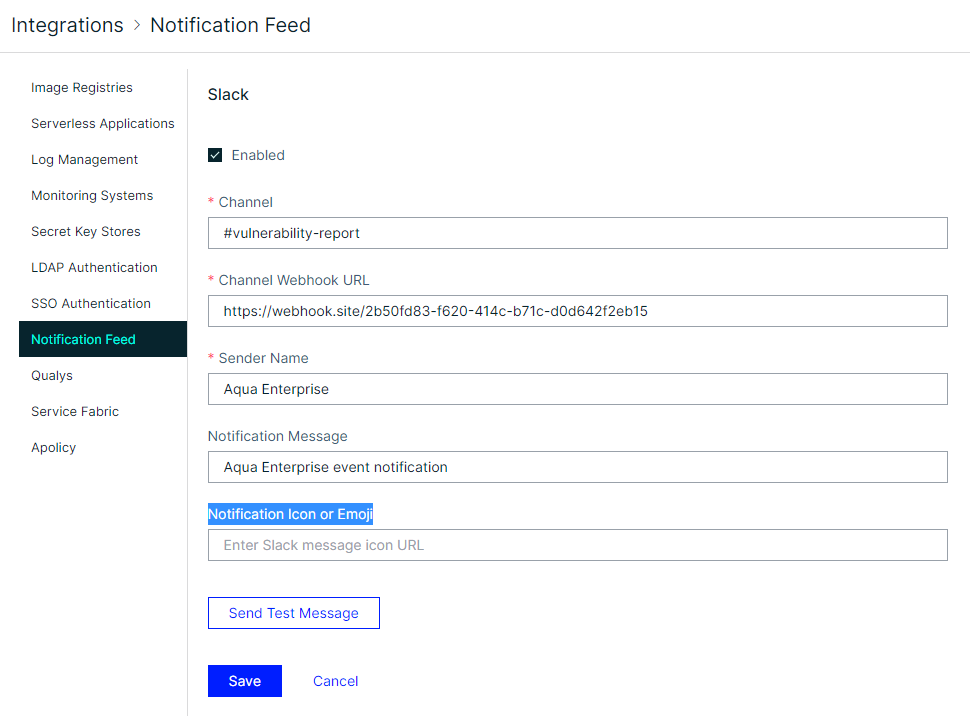 Integrations > Notification Feed
Image Registries
Serverless Applications
Log Management
Monitoring Systems
Secret Key Stores
LDAP Authentication
SSO Authentication
Notification Feed
Qualys
Service Fabric
Apolicy
Slack
Enabled
* Channel
#vulnerability-report
* Channel Webhook URL
https://webhook.site/2b50fd83-f620-414c-b71c-d0d642f2eb15
* Sender Name
Aqua Enterprise
Notification Message
Aqua Enterprise event notification
Notification Icon or Emoji
Enter Slack message icon URL
Send Test Message
Save Cancel